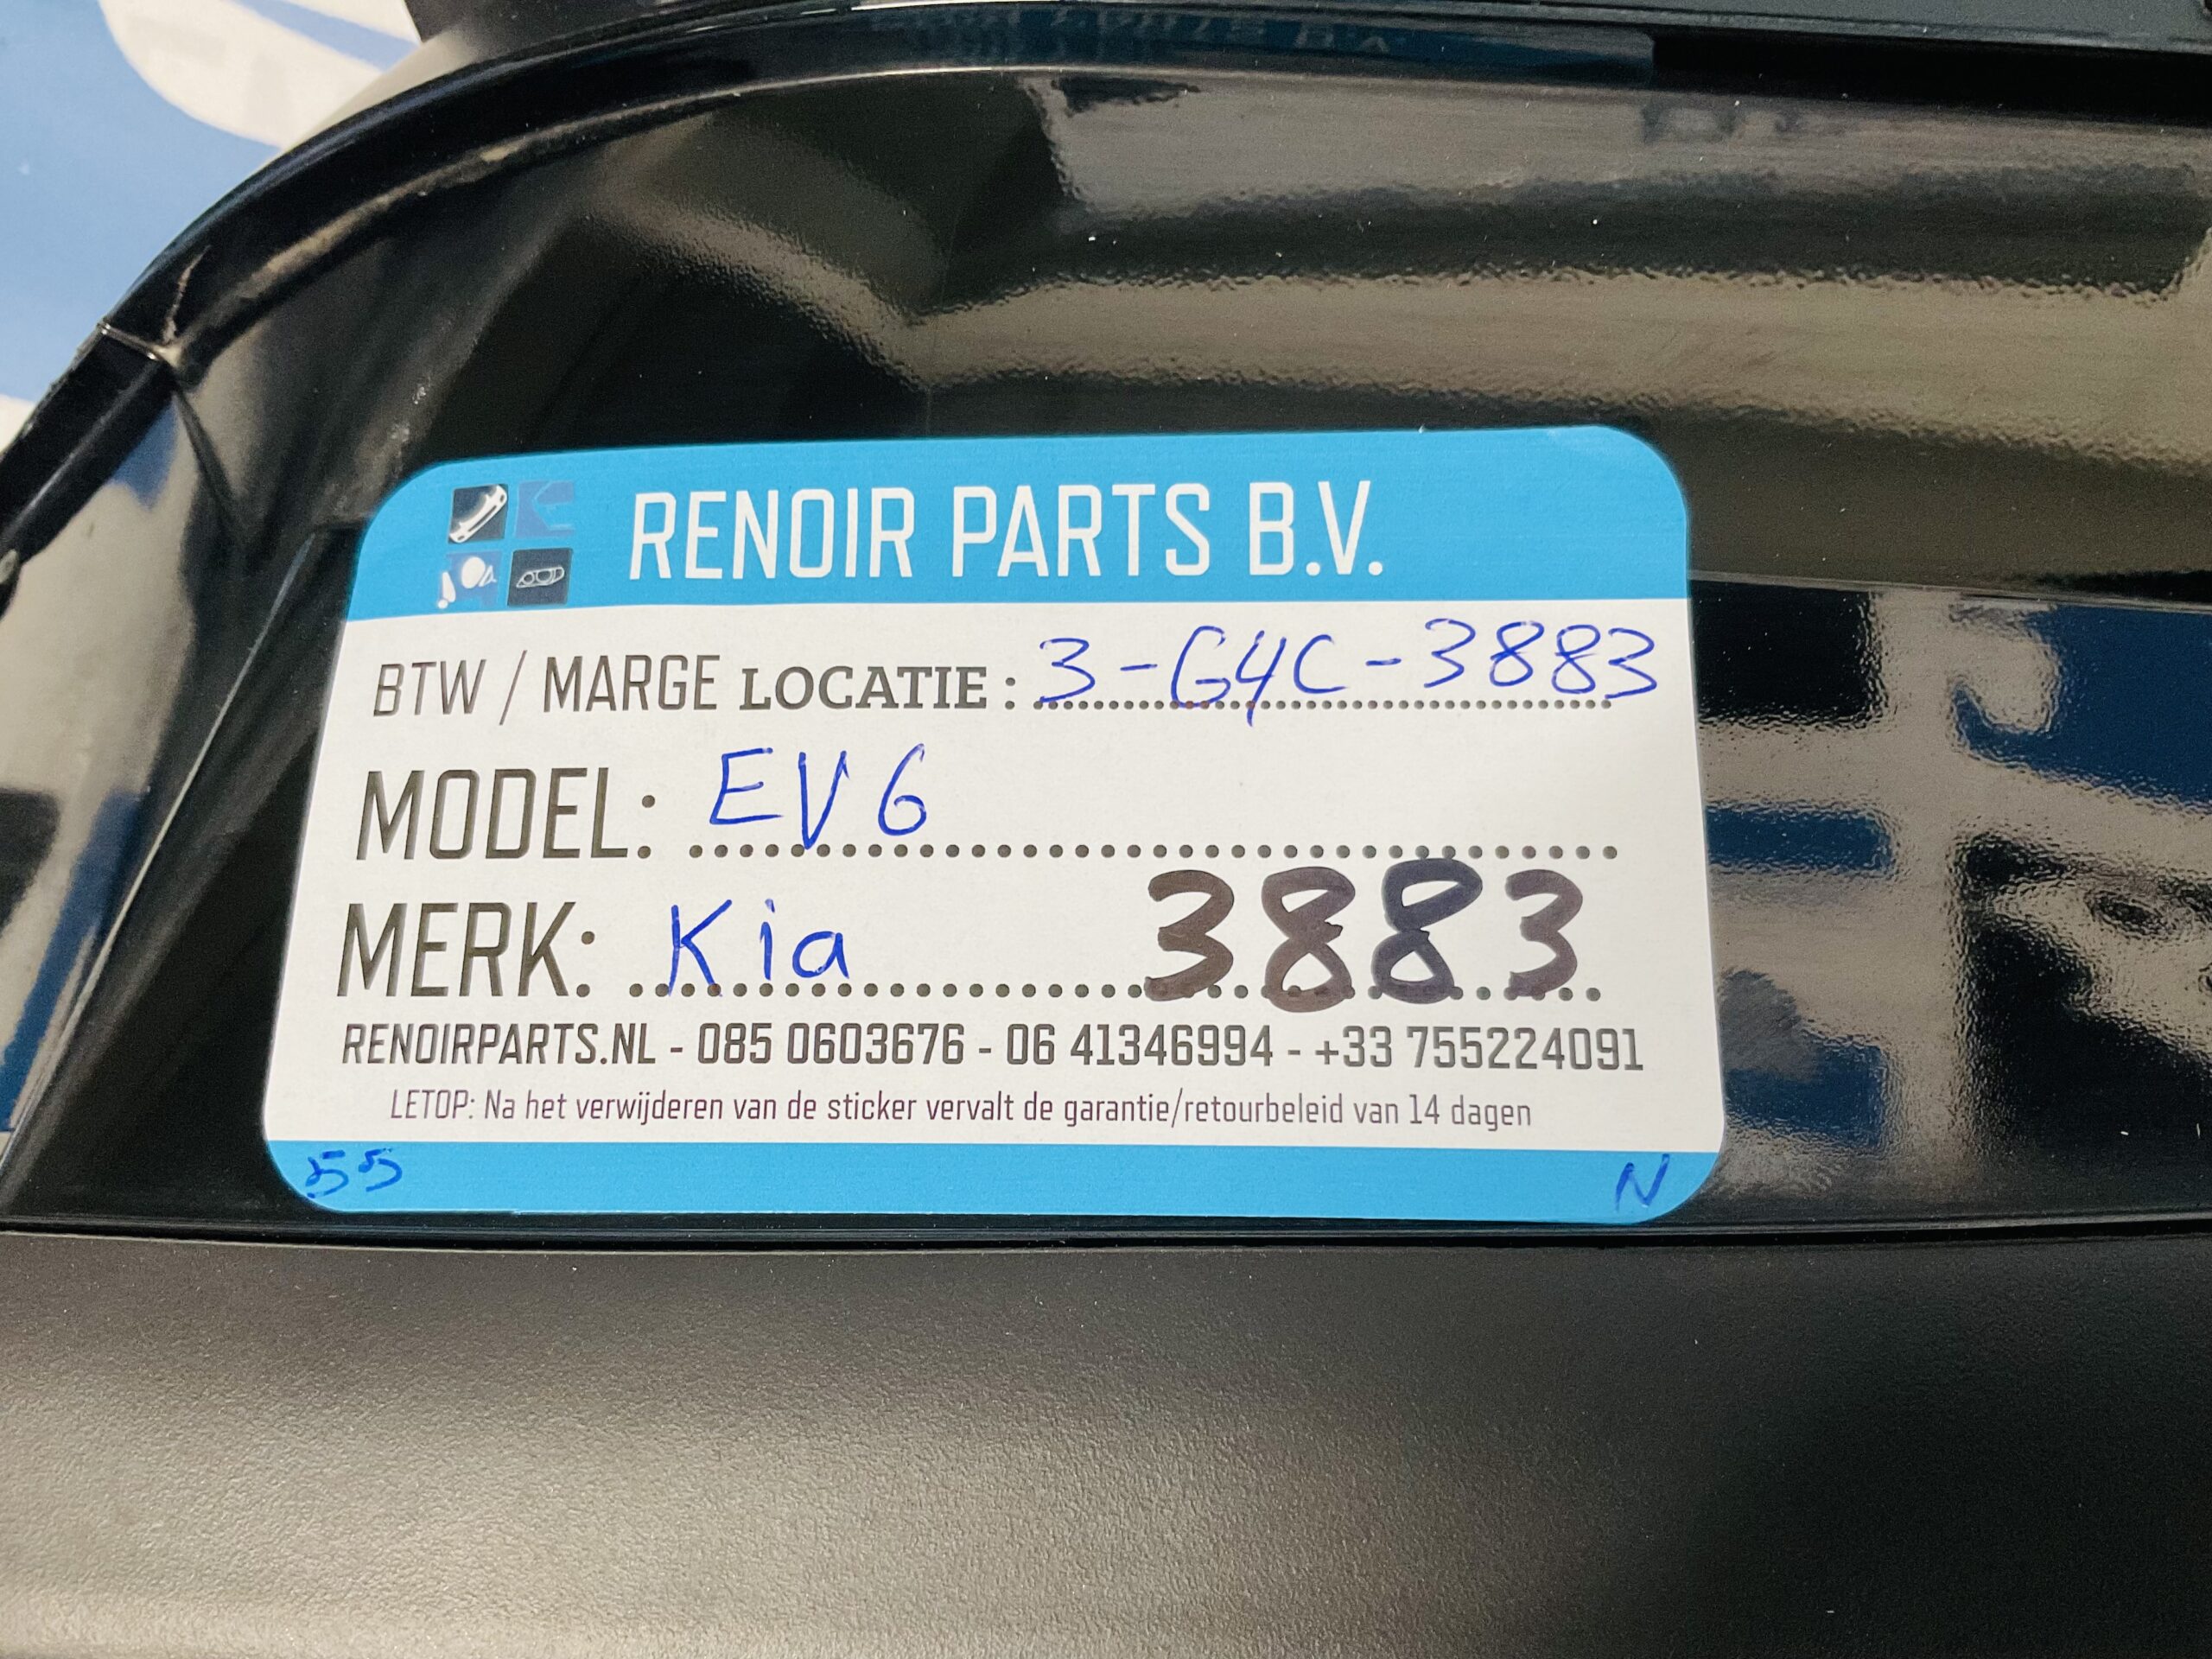 RENOIR PARTS B.V.
BTW / MARGE LOCATIE : 3-G4C-3883
MODEL: EV6
MERK: Kia 3883
RENOIRPARTS.NL - 085 0603676 - 06 41346994 - +33 755224091
LETOP: Na het verwijderen van de sticker vervalt de garantie/retourbeleid van 14 dagen
55 N